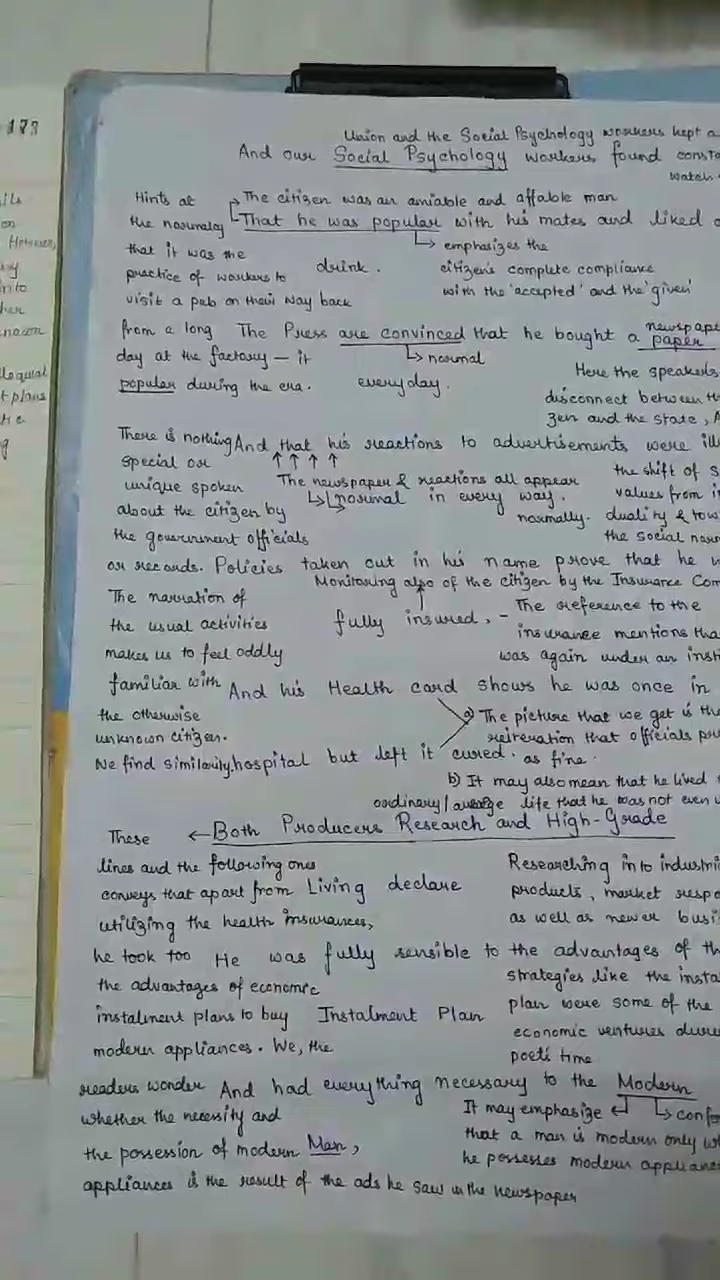 173
Union and the Social Psychology workers kept a
And our Social Psychology workers found
watch
Hints at The citizen was an amiable and affable man
the normalcy That he was popular with his mates and liked a
that it was the → emphasizes the
practice of workers to drink. citizen's complete compliance
visit a pub on their way back with the 'accepted' and the 'given'
from a long The Press are convinced that he bought a newspap
paper
day at the factory — it → normal
popular during the era. everyday.
Here the speakers
disconnect between th
zen and the state,
There is nothing And that his reactions to advertisements were
special or ↑ ↑ ↑ ↑
unique spoken The newspaper & reactions all appear
about the citizen by → normal in every way. normally.
the government officials
the shift of s
values from i
duality & tow
the social nor
or records. Policies taken out in his name prove that he w
Monitoring also of the citizen by the Insurance Com
The narration of
the usual activities fully insured, – The reference to the
makes us to feel oddly insurance mentions tha
was again under an insti
familiar with And his Health card shows he was once in
the otherwise a) The picture that we get is th
unknown citizen. reiteration that officials
We find similarity. hospital but left it cured. as fine.
b) It may also mean that he lived
ordinary/average life that he was not even
These ← Both Producers Research and High-Grade
lines and the following ones
conveys that apart from Living declare
utilizing the health insurances,
Researching into industri
products, market resp
as well as newer busi
he took too He was fully sensible to the advantages of th
the advantages of economic strategies like the insta
instalment plans to buy Instalment Plan plan were some of the
modern appliances. We, the economic ventures duri
poet's time
readers wonder And had everything necessary to the Modern
whether the necessity and It may emphasize ↵ ↳ conf
the possession of modern Man, that a man is modern only wh
he possesses modern applianc
appliances is the result of the ads he saw in the newspaper